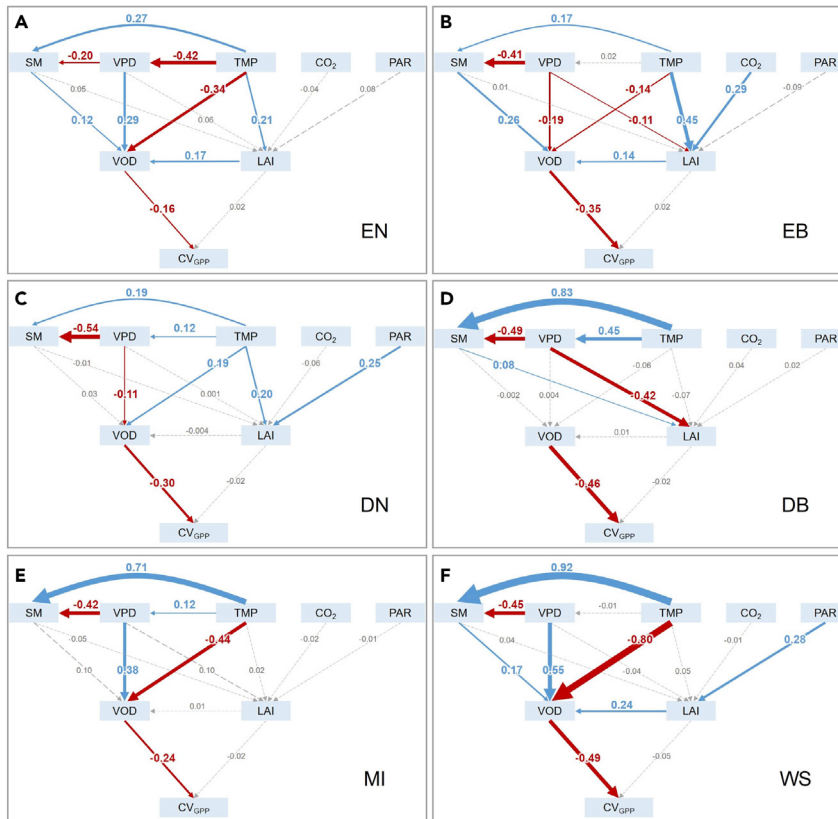 A
0.27
SM -0.20 VPD -0.42 TMP CO2 PAR
0.05 -0.34 -0.04 0.08
0.12 0.29 0.06 0.21
VOD 0.17 LAI
-0.16 0.02
CVGPP
EN
B
0.17
SM -0.41 VPD 0.02 TMP CO2 PAR
0.01 -0.14 0.29 -0.09
0.26 -0.19 -0.11 0.45
VOD 0.14 LAI
-0.35 0.02
CVGPP
EB
C
0.19
SM -0.54 VPD 0.12 TMP CO2 PAR
-0.01 0.19 -0.06 0.25
0.03 -0.11 0.001 0.20
VOD -0.004 LAI
-0.30 -0.02
CVGPP
DN
D
0.83
SM -0.49 VPD 0.45 TMP CO2 PAR
0.08 -0.06 0.04 0.02
-0.002 0.004 -0.42 -0.07
VOD 0.01 LAI
-0.46 -0.02
CVGPP
DB
E
0.71
SM -0.42 VPD 0.12 TMP CO2 PAR
-0.05 -0.44 -0.02 -0.01
0.10 0.38 0.10 0.02
VOD 0.01 LAI
-0.24 -0.02
CVGPP
MI
F
0.92
SM -0.45 VPD -0.01 TMP CO2 PAR
0.04 -0.80 -0.01 0.28
0.17 0.55 -0.04 0.05
VOD 0.24 LAI
-0.49 -0.05
CVGPP
WS